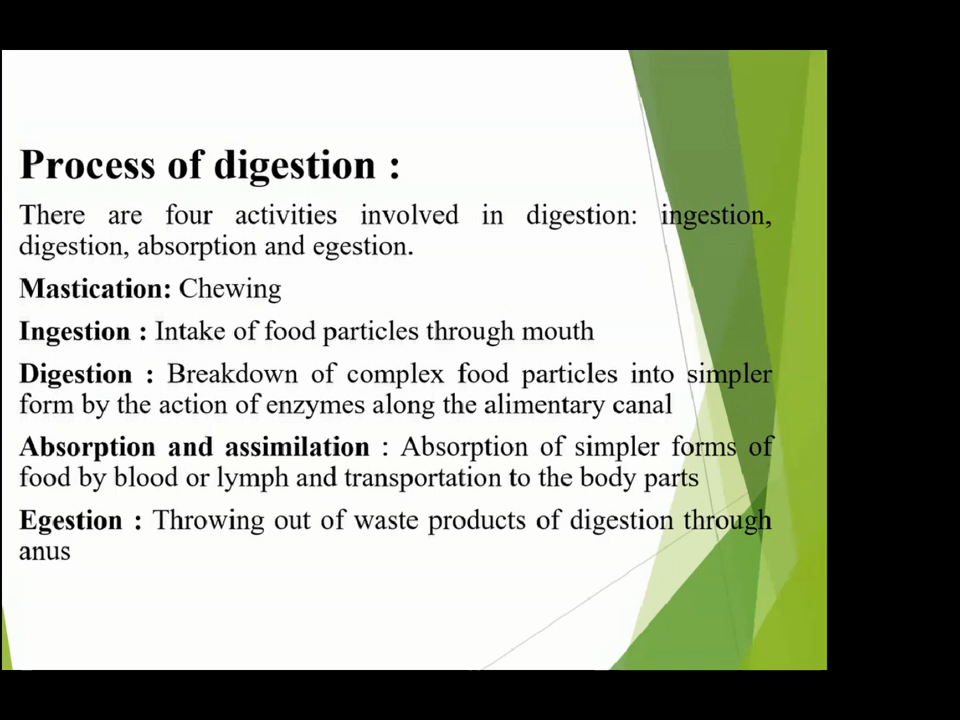 Process of digestion :
There are four activities involved in digestion: ingestion,
digestion, absorption and egestion.
Mastication: Chewing
Ingestion : Intake of food particles through mouth
Digestion : Breakdown of complex food particles into simpler
form by the action of enzymes along the alimentary canal
Absorption and assimilation : Absorption of simpler forms of
food by blood or lymph and transportation to the body parts
Egestion : Throwing out of waste products of digestion through
anus